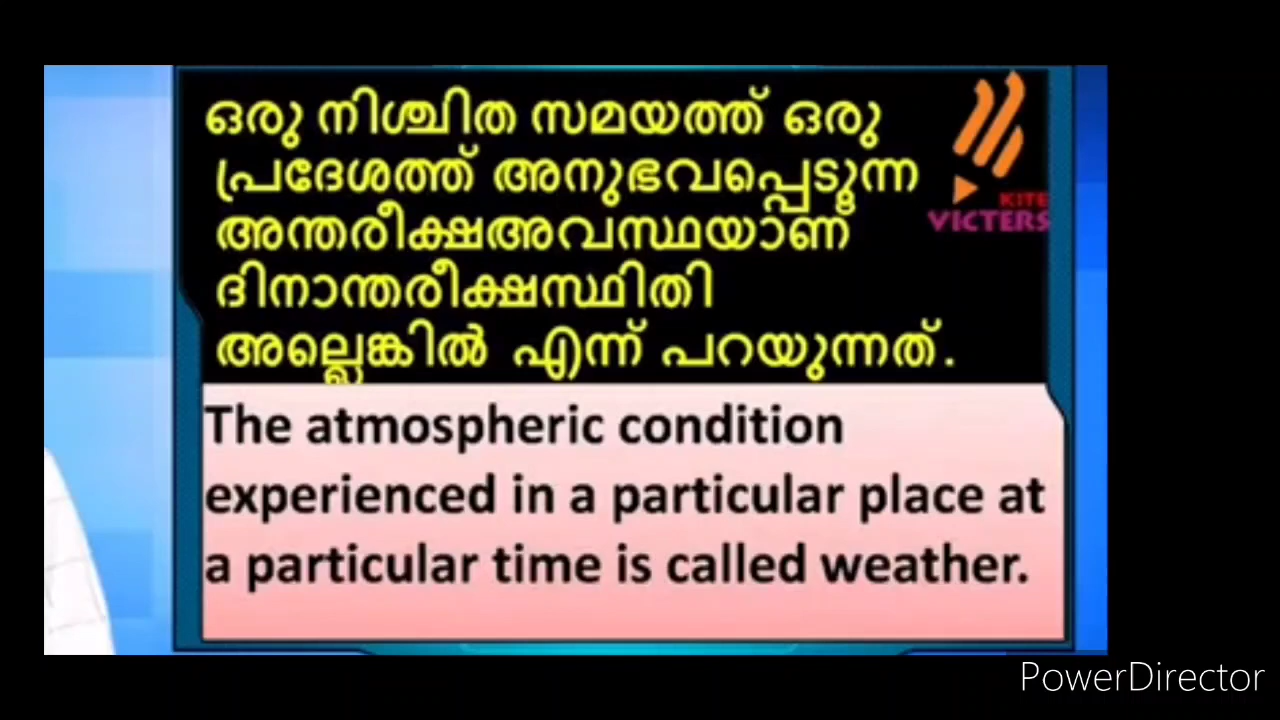 ഒരു നിശ്ചിത സമയത്ത് ഒരു
പ്രദേശത്ത് അനുഭവപ്പെടുന്ന
അന്തരീക്ഷഅവസ്ഥയാണ്
ദിനാന്തരീക്ഷസ്ഥിതി
അല്ലെങ്കിൽ എന്ന് പറയുന്നത്.
KITE
VICTERS
The atmospheric condition
experienced in a particular place at
a particular time is called weather.
PowerDirector